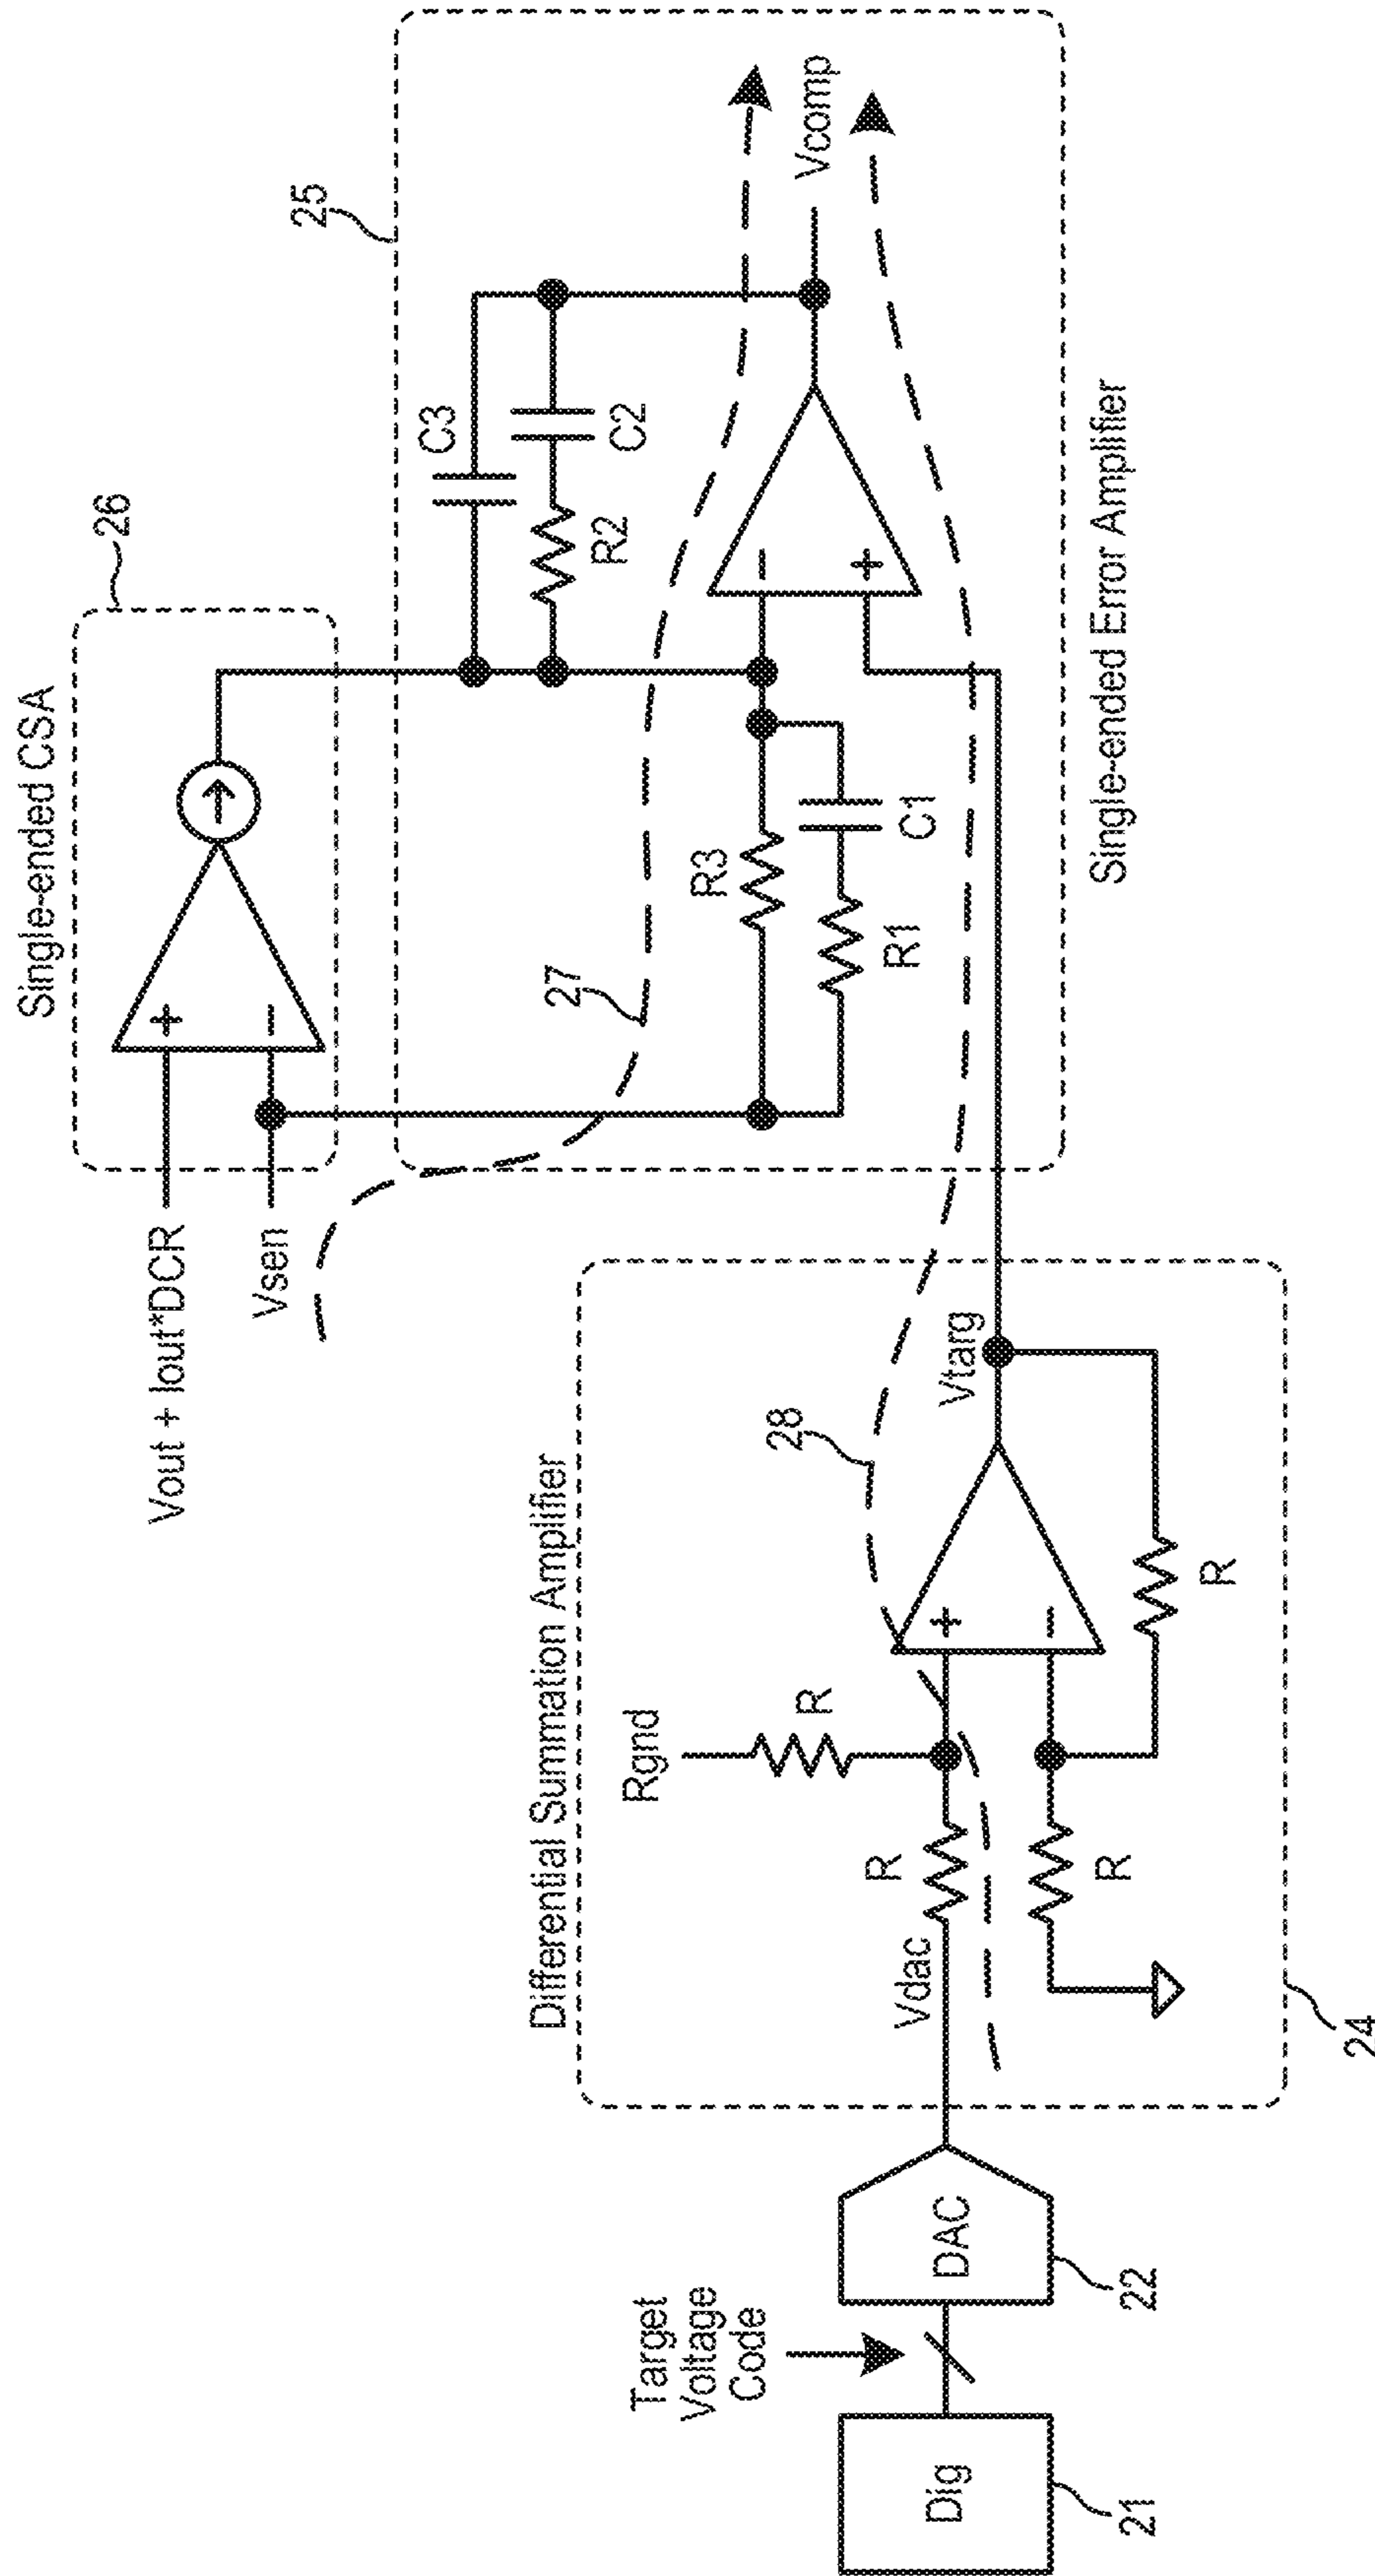 Single-ended CSA
26
Vout + Iout*DCR
Vsen
+
−
25
C3
R2
C2
27
R3
R1
C1
−
+
Vcomp
Single-ended Error Amplifier
Differential Summation Amplifier
Rgnd
R
28
Vdac
R
+
−
Vtarg
R
R
24
Target
Voltage
Code
Dig
21
DAC
22